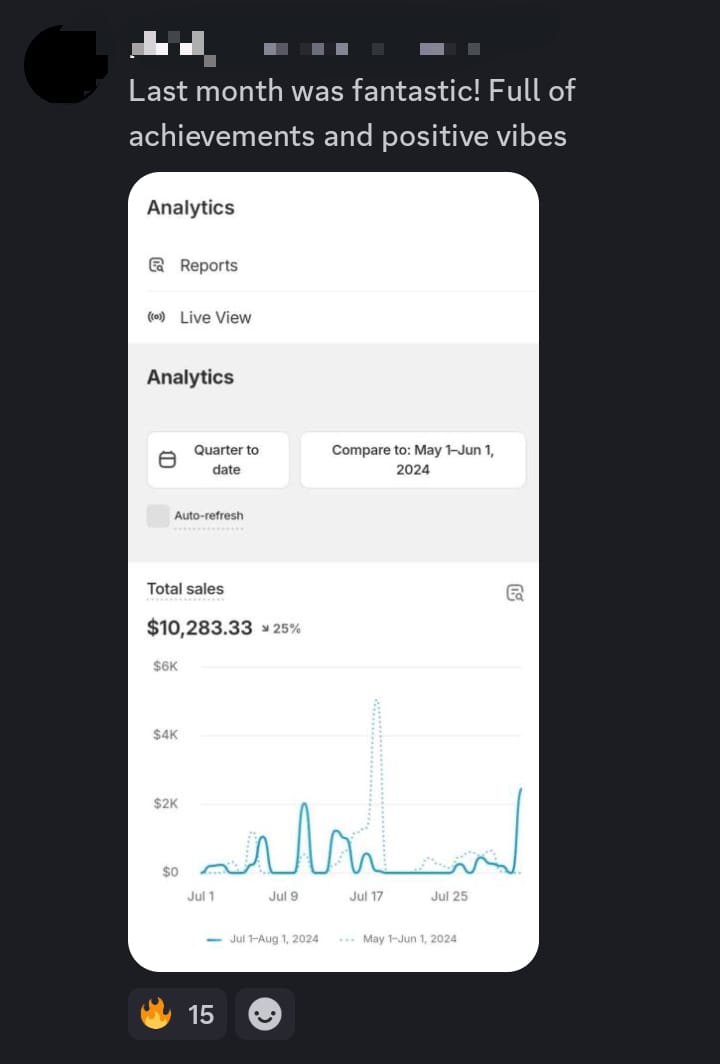 Last month was fantastic! Full of
achievements and positive vibes
Analytics
Reports
Live View
Analytics
Quarter to
date
Compare to: May 1–Jun 1,
2024
Auto-refresh
Total sales
$10,283.33 ↘ 25%
$6K
$4K
$2K
$0
Jul 1 Jul 9 Jul 17 Jul 25
Jul 1–Aug 1, 2024 May 1–Jun 1, 2024
15